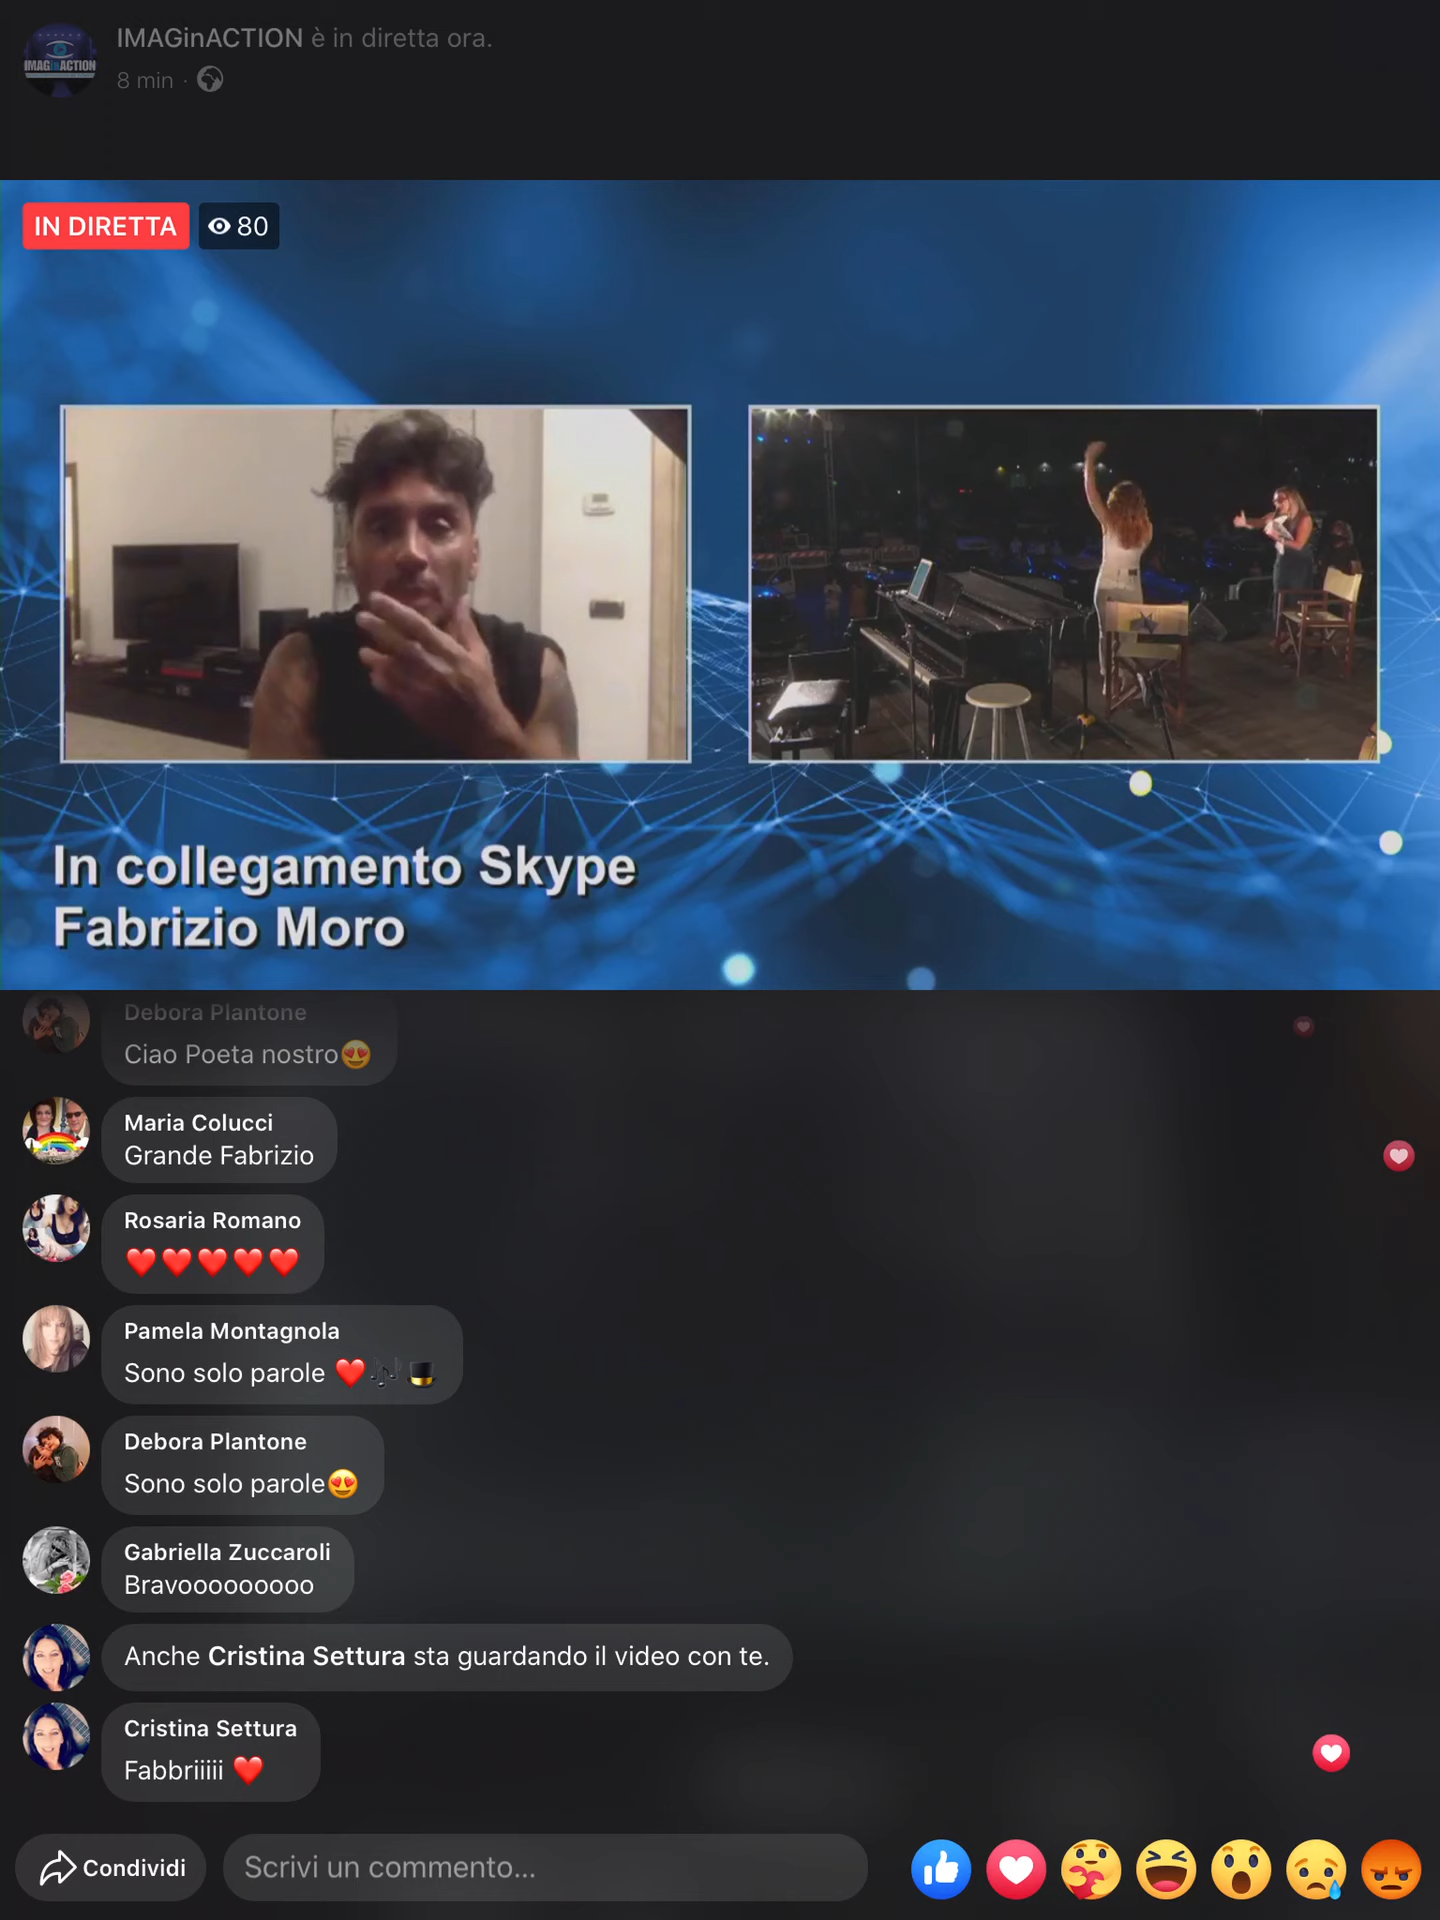 IMAGinACTION è in diretta ora.
IMAGinACTION
8 min ·
IN DIRETTA 80
In collegamento Skype
Fabrizio Moro
Debora Plantone
Ciao Poeta nostro😍
Maria Colucci
Grande Fabrizio
Rosaria Romano
❤️❤️❤️❤️❤️
Pamela Montagnola
Sono solo parole ❤️🎶🎩
Debora Plantone
Sono solo parole😍
Gabriella Zuccaroli
Bravooooooooo
Anche Cristina Settura sta guardando il video con te.
Cristina Settura
Fabbriiiii ❤️
Condividi
Scrivi un commento...